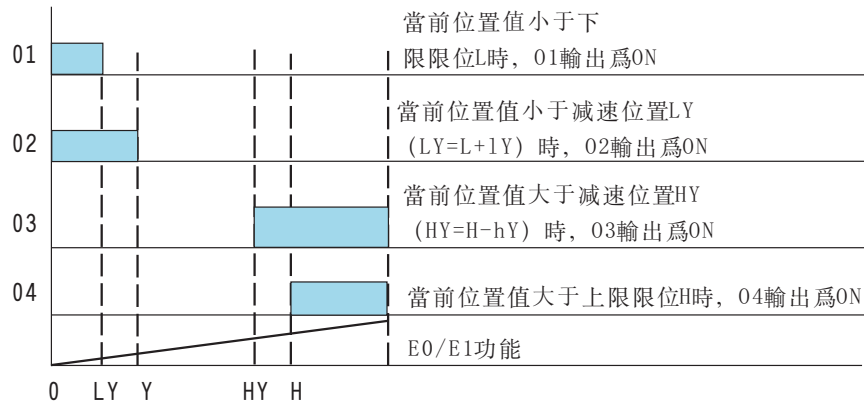 當前位置值小于下
01
限限位L時，01輸出爲ON
當前位置值小于减速位置LY
02
(LY=L+lY) 時，02輸出爲ON
當前位置值大于减速位置HY
03
(HY=H-hY) 時，03輸出爲ON
04
當前位置值大于上限限位H時，04輸出爲ON
E0/E1功能
0 LY Y HY H